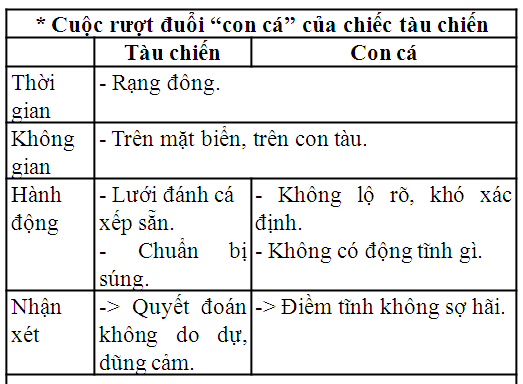 * Cuộc rượt đuổi “con cá” của chiếc tàu chiến
Tàu chiến Con cá
Thời gian - Rạng đông.
Không gian - Trên mặt biển, trên con tàu.
Hành động
- Lưới đánh cá
xếp sẵn.
- Chuẩn bị
súng.
- Không lộ rõ, khó xác
định.
- Không có động tĩnh gì.
Nhận xét
-> Quyết đoán
không do dự,
dũng cảm.
-> Điềm tĩnh không sợ hãi.